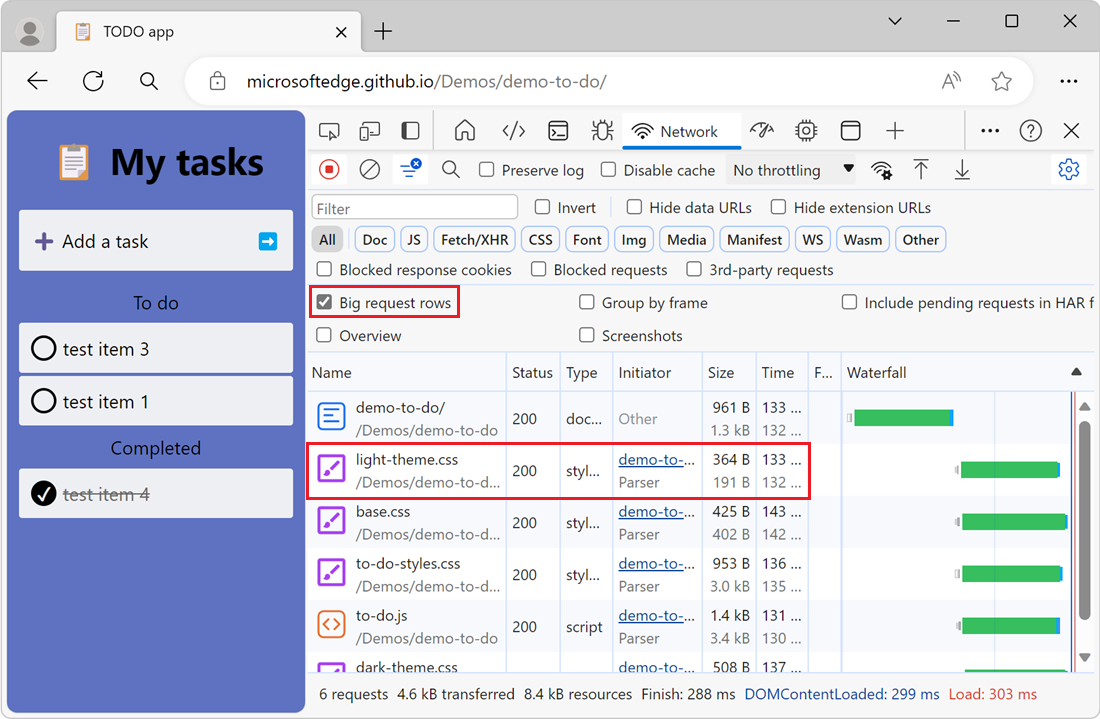 TODO app
microsoftedge.github.io/Demos/demo-to-do/
My tasks
Add a task
To do
test item 3
test item 1
Completed
test item 4
Network
Preserve log
Disable cache
No throttling
Filter
Invert
Hide data URLs
Hide extension URLs
All Doc JS Fetch/XHR CSS Font Img Media Manifest WS Wasm Other
Blocked response cookies
Blocked requests
3rd-party requests
Big request rows
Group by frame
Include pending requests in HAR f
Overview
Screenshots
Name Status Type Initiator Size Time F... Waterfall
demo-to-do/ 200 doc... Other 961 B 133 ...
/Demos/demo-to-do 1.3 kB 132 ...
light-theme.css 200 styl... demo-to-... 364 B 133 ...
/Demos/demo-to-d... Parser 191 B 132 ...
base.css 200 styl... demo-to-... 425 B 143 ...
/Demos/demo-to-d... Parser 402 B 142 ...
to-do-styles.css 200 styl... demo-to-... 953 B 136 ...
/Demos/demo-to-d... Parser 3.0 kB 135 ...
to-do.js 200 script demo-to-... 1.4 kB 131 ...
/Demos/demo-to-do Parser 3.4 kB 130 ...
dark-theme.css demo-to-... 508 B 137 ...
6 requests 4.6 kB transferred 8.4 kB resources Finish: 288 ms DOMContentLoaded: 299 ms Load: 303 ms